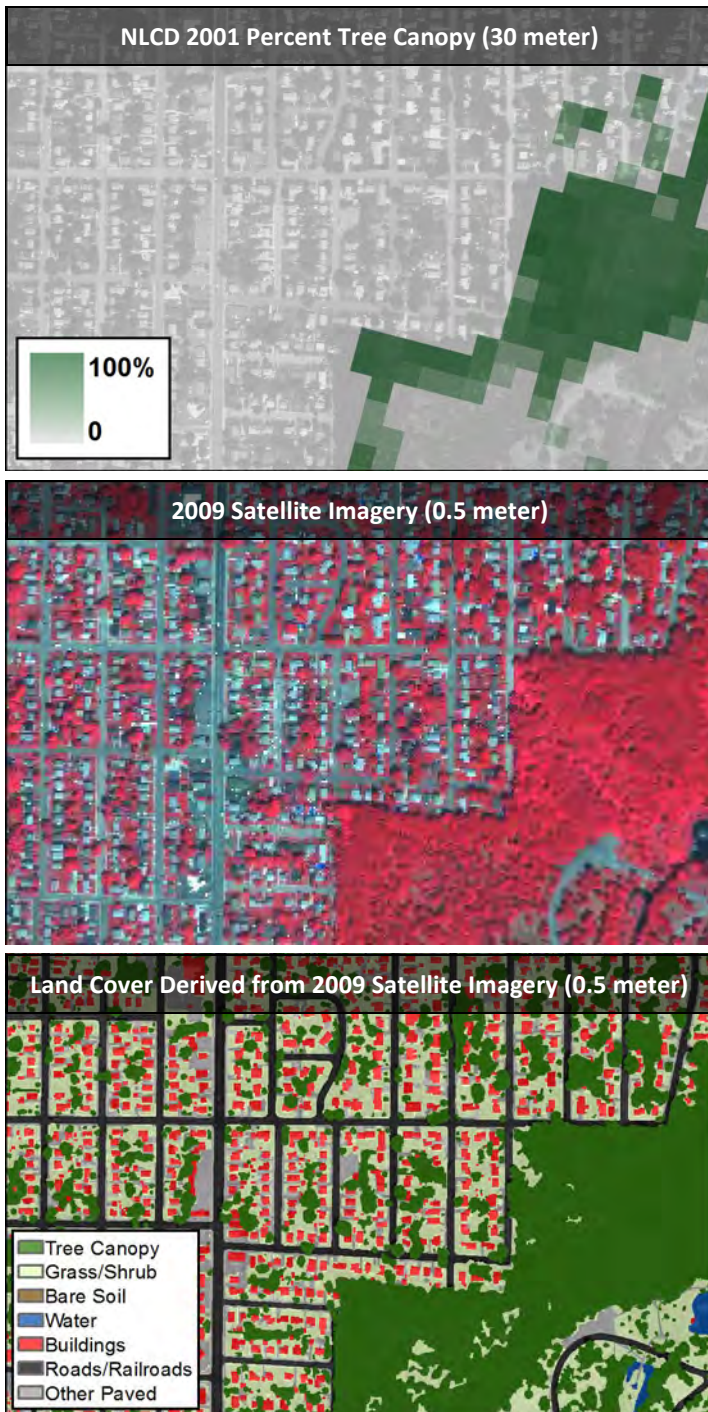 NLCD 2001 Percent Tree Canopy (30 meter)
100%
0
2009 Satellite Imagery (0.5 meter)
Land Cover Derived from 2009 Satellite Imagery (0.5 meter)
Tree Canopy
Grass/Shrub
Bare Soil
Water
Buildings
Roads/Railroads
Other Paved